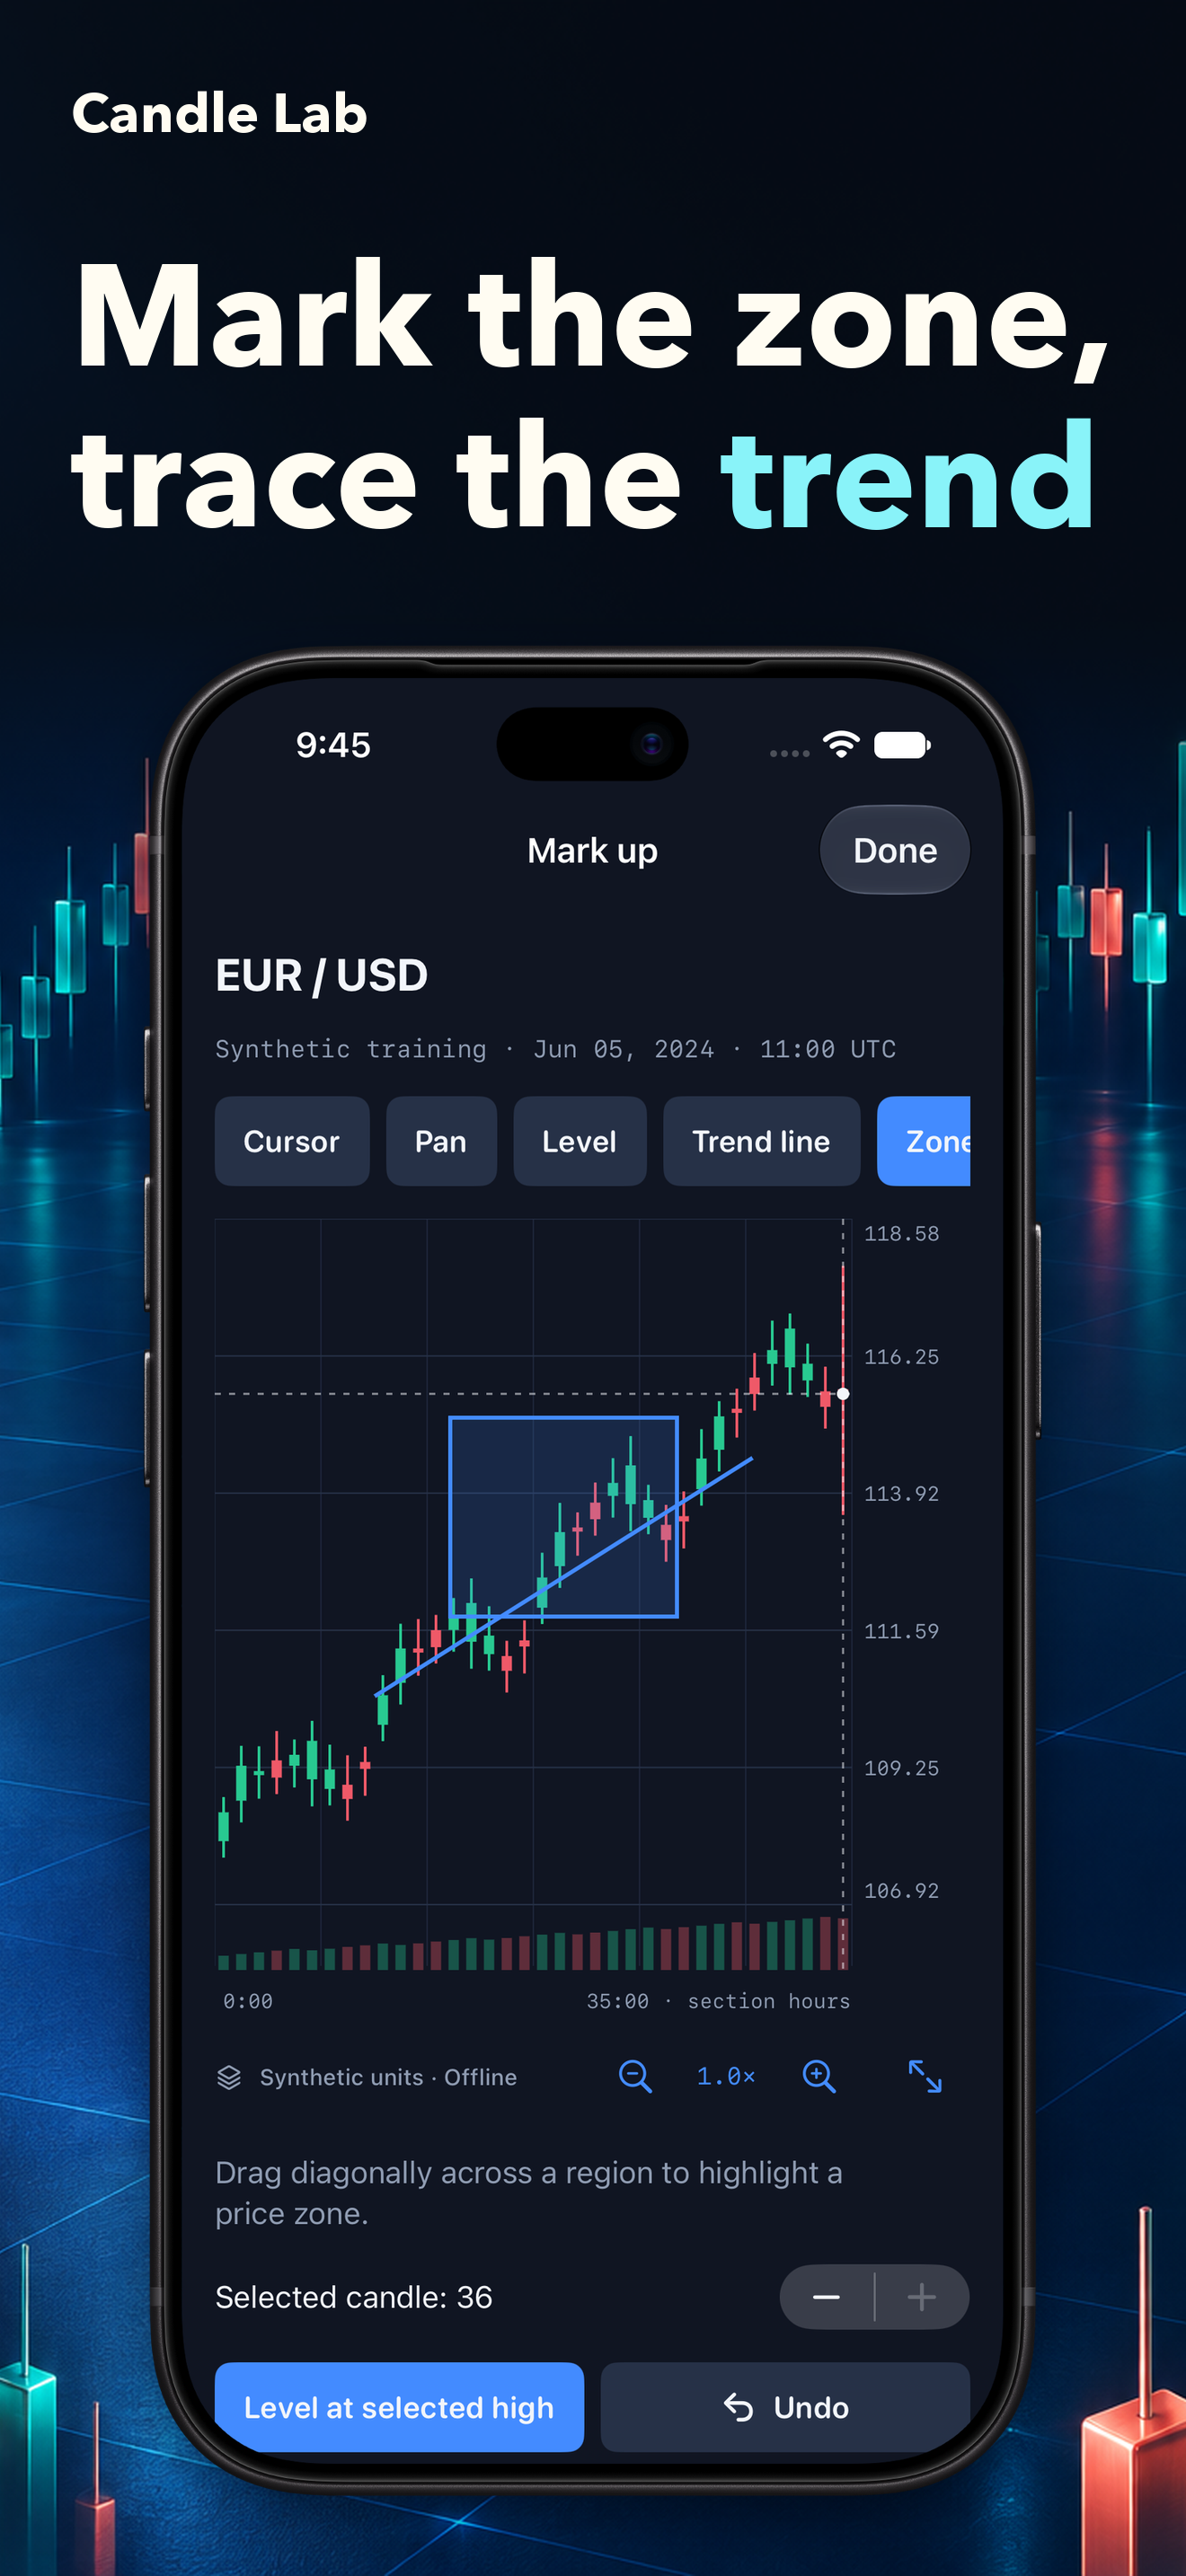 Candle Lab
Mark the zone,
trace the trend
9:45
Mark up
Done
EUR / USD
Synthetic training · Jun 05, 2024 · 11:00 UTC
Cursor
Pan
Level
Trend line
Zone
118.58
116.25
113.92
111.59
109.25
106.92
0:00
35:00 · section hours
Synthetic units · Offline
1.0×
Drag diagonally across a region to highlight a
price zone.
Selected candle: 36
Level at selected high
Undo